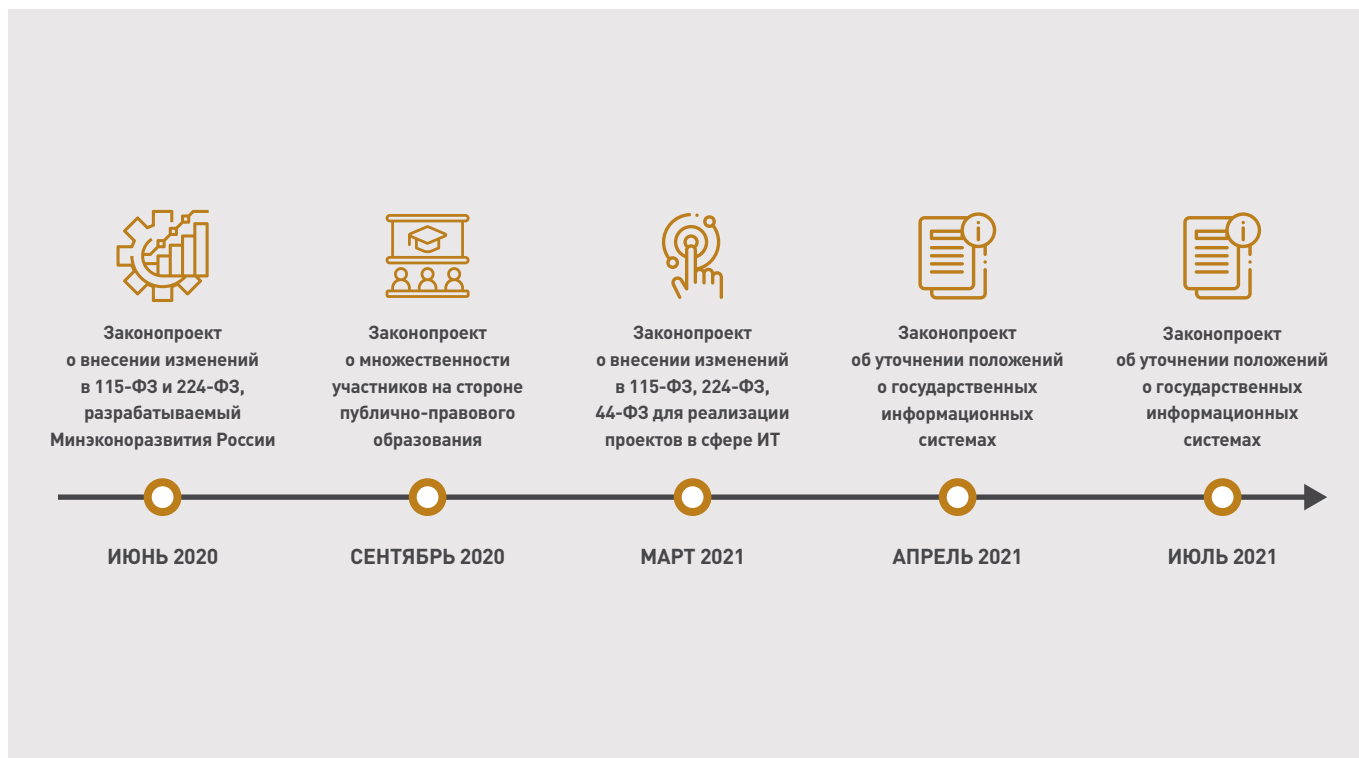 Законопроект
о внесении изменений
в 115-ФЗ и 224-ФЗ,
разрабатываемый
Минэконоразвития России
ИЮНЬ 2020
Законопроект
о множественности
участников на стороне
публично-правового
образования
СЕНТЯБРЬ 2020
Законопроект
о внесении изменений
в 115-ФЗ, 224-ФЗ,
44-ФЗ для реализации
проектов в сфере ИТ
МАРТ 2021
Законопроект
об уточнении положений
о государственных
информационных
системах
АПРЕЛЬ 2021
Законопроект
об уточнении положений
о государственных
информационных
системах
ИЮЛЬ 2021